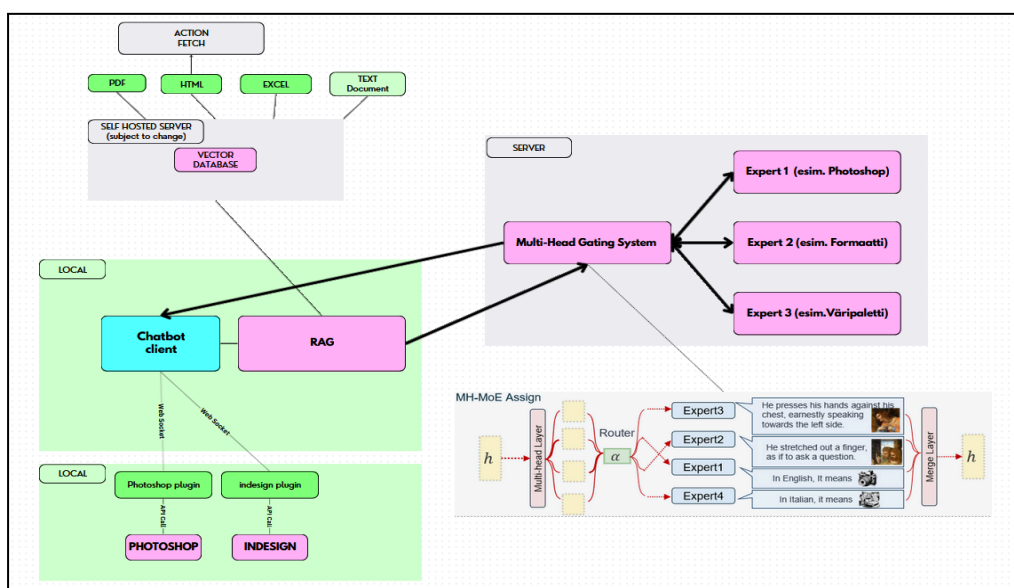 ACTION
FETCH
PDF
HTML
EXCEL
TEXT
Document
SELF HOSTED SERVER
(subject to change)
VECTOR
DATABASE
SERVER
Expert 1 (esim. Photoshop)
Multi-Head Gating System
Expert 2 (esim. Formaatti)
Expert 3 (esim.Väripaletti)
LOCAL
Chatbot
client
RAG
Web Socket
Web Socket
LOCAL
Photoshop plugin
indesign plugin
API Call
API Call
PHOTOSHOP
INDESIGN
MH-MoE Assign
h
Multi-head Layer
Router
α
Expert3
Expert2
Expert1
Expert4
He presses his hands against his
chest, earnestly speaking
towards the left side.
He stretched out a finger,
as if to ask a question.
In English, It means
In Italian, it means
Merge Layer
h